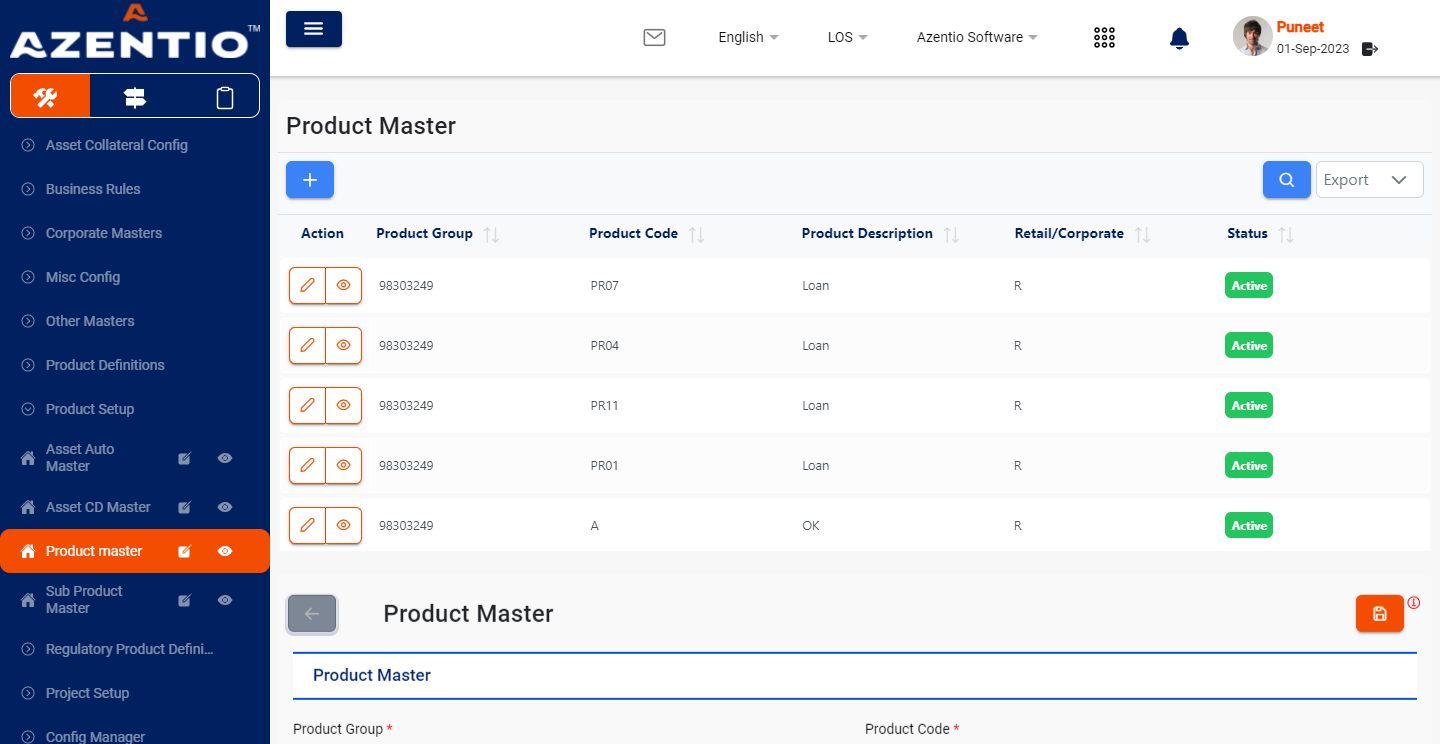 AZENTIO™
English
LOS
Azentio Software
Puneet
01-Sep-2023
Asset Collateral Config
Business Rules
Corporate Masters
Misc Config
Other Masters
Product Definitions
Product Setup
Asset Auto
Master
Asset CD Master
Product master
Sub Product
Master
Regulatory Product Defini...
Project Setup
Config Manager
Product Master
Export
Action Product Group Product Code Product Description Retail/Corporate Status
98303249 PR07 Loan R Active
98303249 PR04 Loan R Active
98303249 PR11 Loan R Active
98303249 PR01 Loan R Active
98303249 A OK R Active
Product Master
Product Master
Product Group *
Product Code *